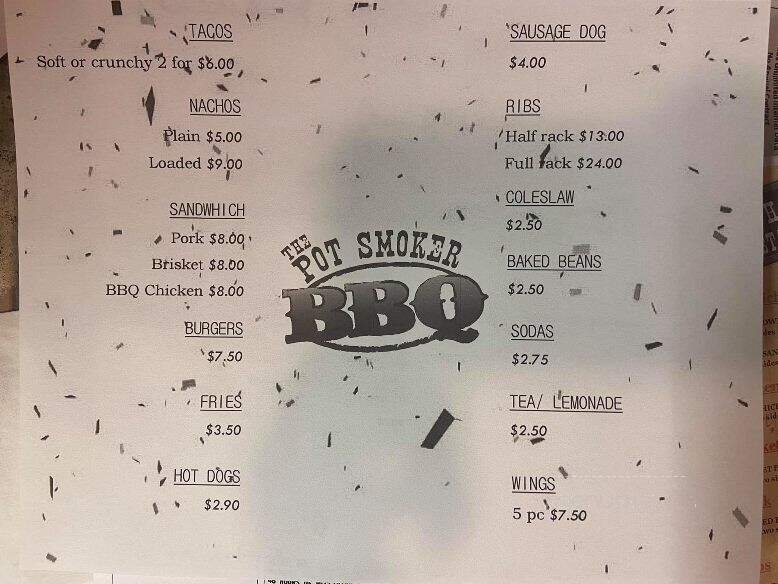 TACOS
Soft or crunchy 2 for $6.00
NACHOS
Plain $5.00
Loaded $9.00
SANDWHICH
Pork $8.00
Brisket $8.00
BBQ Chicken $8.00
BURGERS
$7.50
FRIES
$3.50
HOT DOGS
$2.90
THE
POT SMOKER
BBQ
SAUSAGE DOG
$4.00
RIBS
Half rack $13.00
Full rack $24.00
COLESLAW
$2.50
BAKED BEANS
$2.50
SODAS
$2.75
TEA/ LEMONADE
$2.50
WINGS
5 pc $7.50